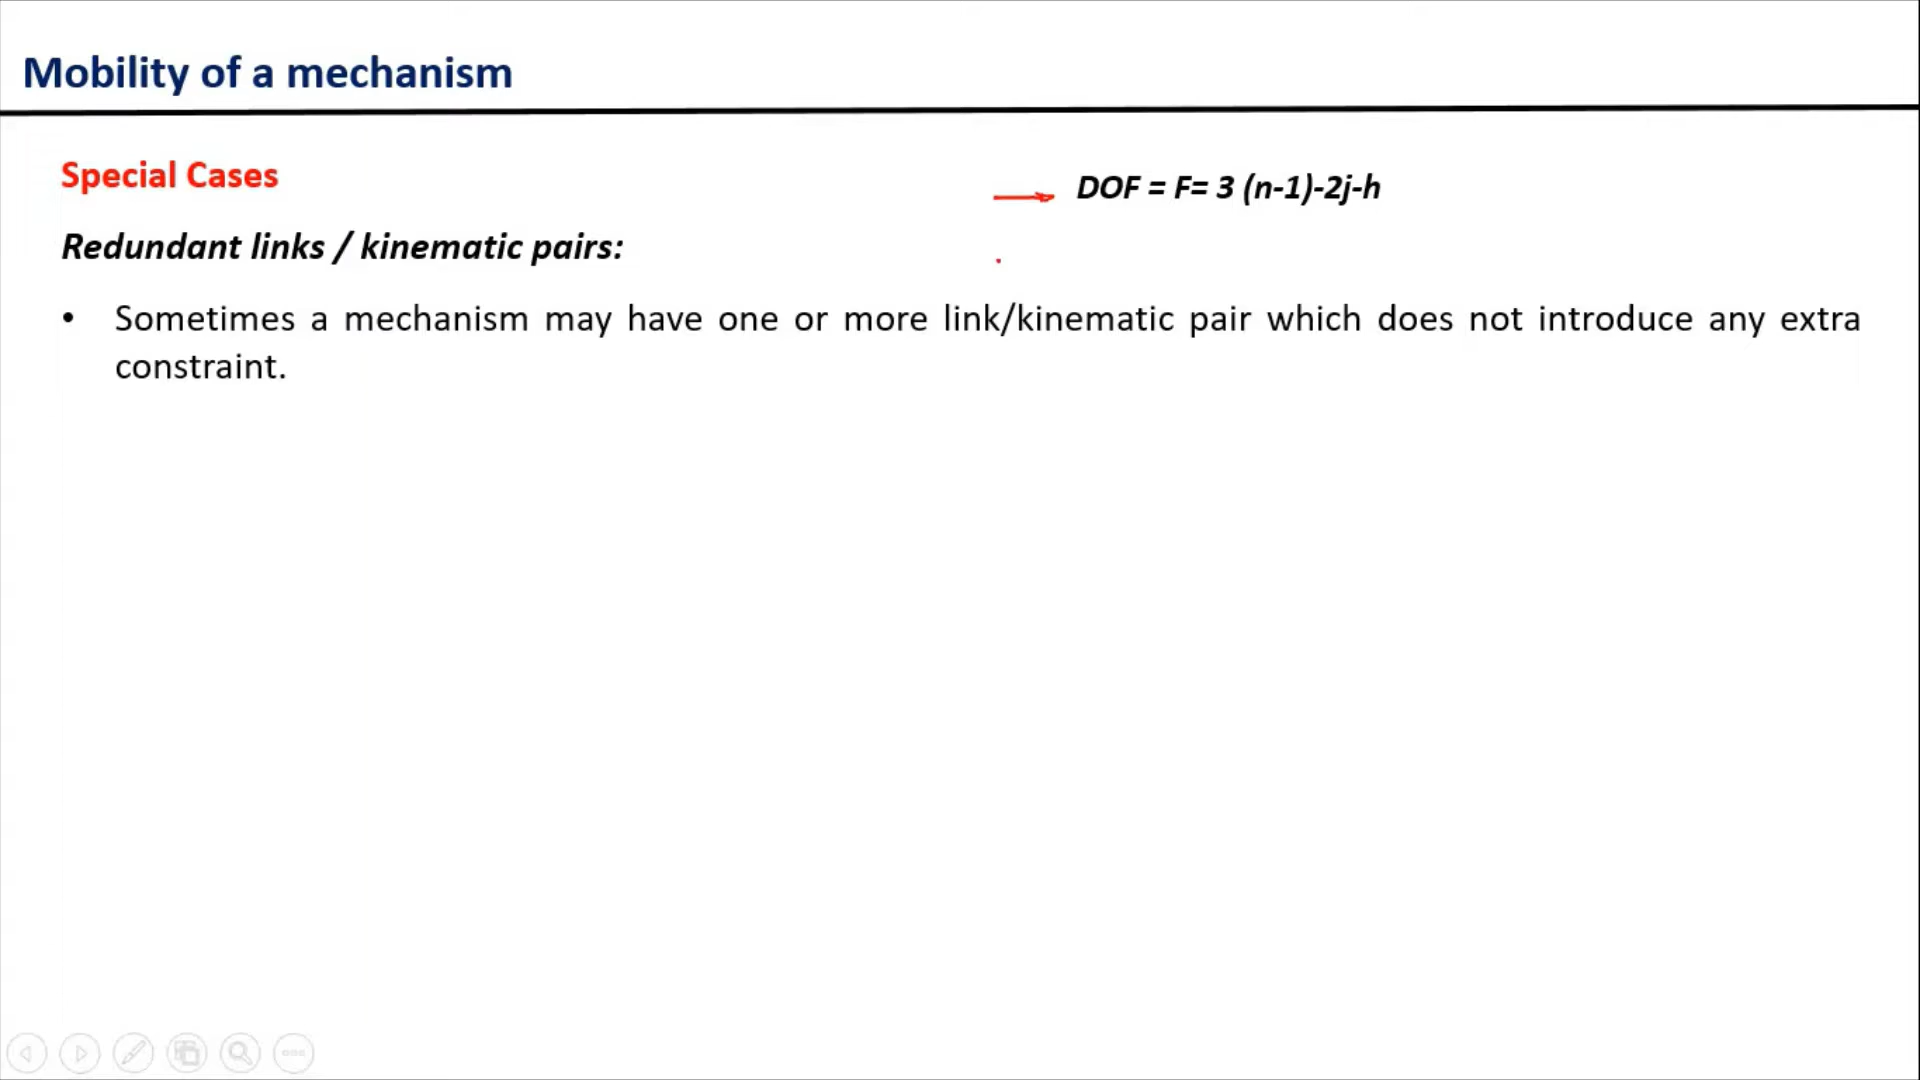 Mobility of a mechanism
Special Cases
DOF = F= 3 (n-1)-2j-h
Redundant links / kinematic pairs:
• Sometimes a mechanism may have one or more link/kinematic pair which does not introduce any extra
constraint.